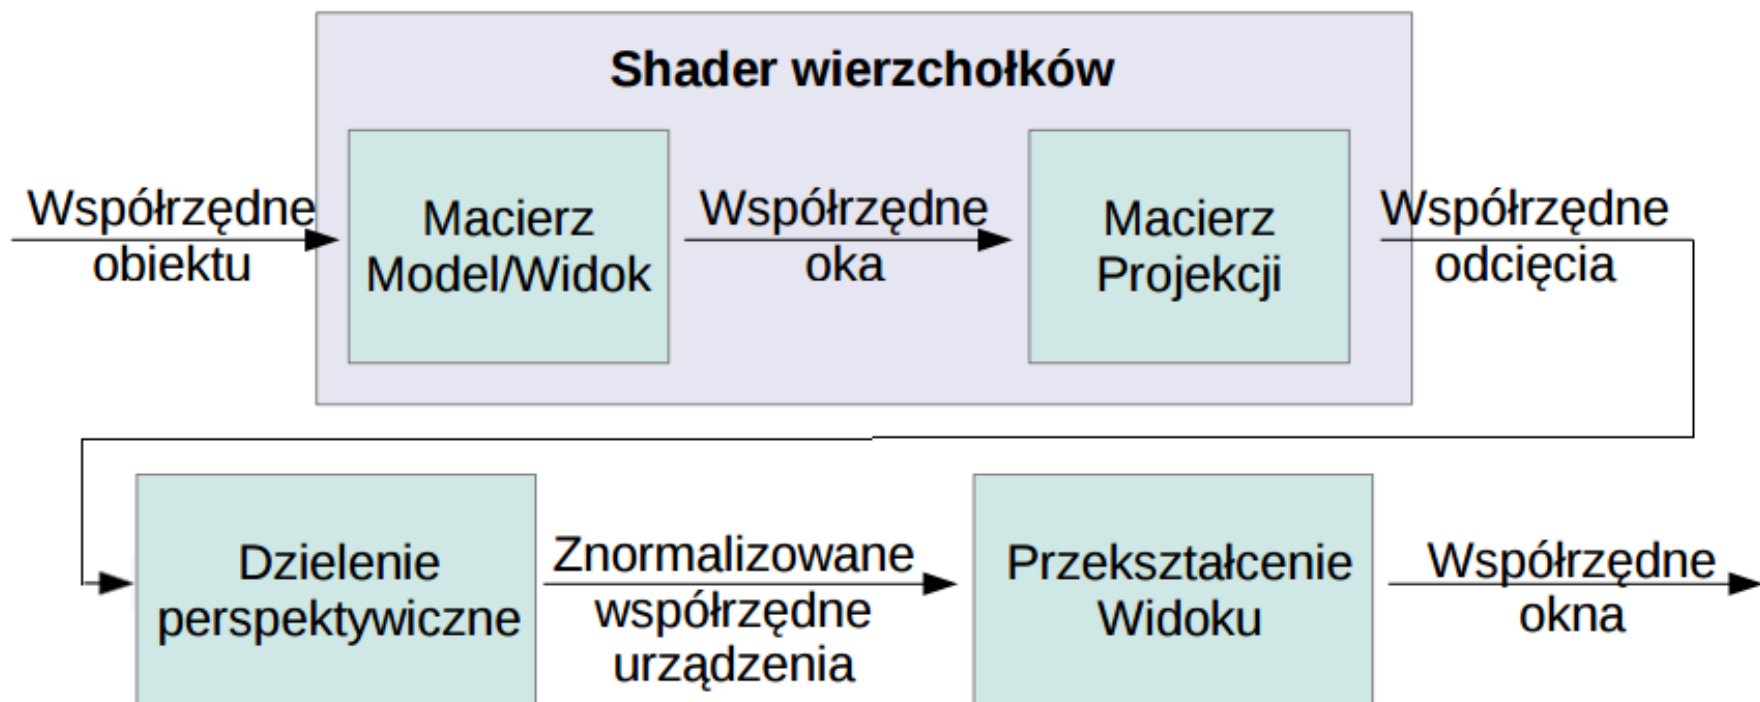 Shader wierzchołków
Współrzędne
obiektu
Macierz
Model/Widok
Współrzędne
oka
Macierz
Projekcji
Współrzędne
odcięcia
Dzielenie
perspektywiczne
Znormalizowane
współrzędne
urządzenia
Przekształcenie
Widoku
Współrzędne
okna